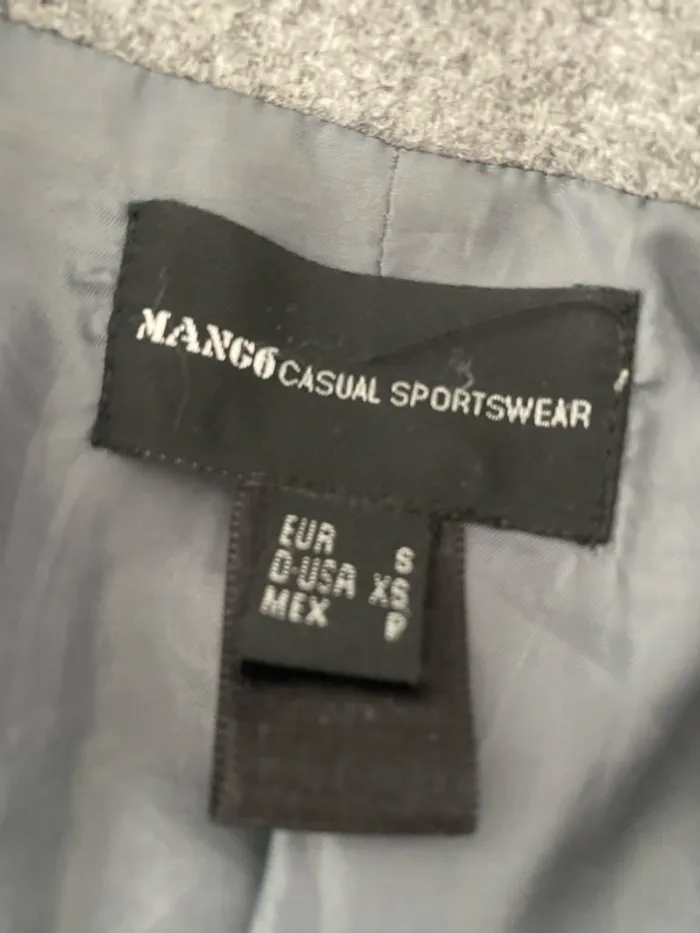 MANGO CASUAL SPORTSWEAR
EUR S
D-USA XS
MEX P